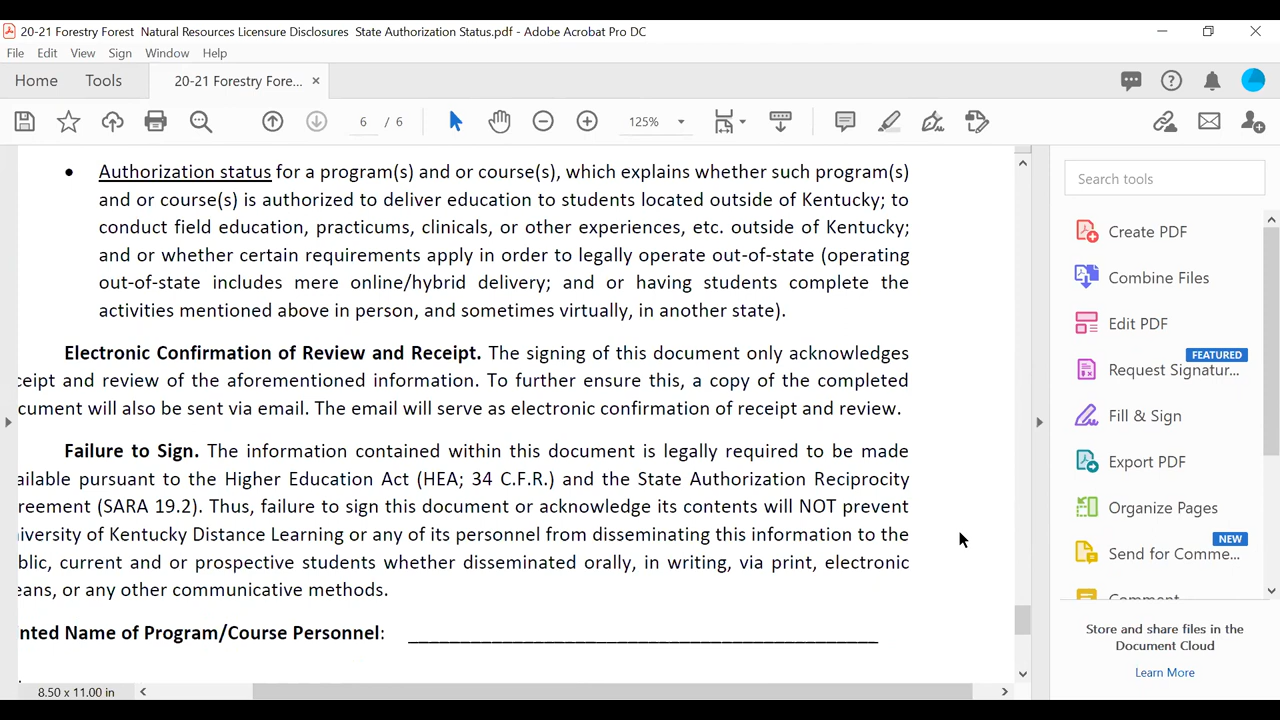 20-21 Forestry Forest Natural Resources Licensure Disclosures State Authorization Status.pdf - Adobe Acrobat Pro DC
File Edit View Sign Window Help
Home Tools 20-21 Forestry Fore... ×
6 / 6 125%
• Authorization status for a program(s) and or course(s), which explains whether such program(s)
and or course(s) is authorized to deliver education to students located outside of Kentucky; to
conduct field education, practicums, clinicals, or other experiences, etc. outside of Kentucky;
and or whether certain requirements apply in order to legally operate out-of-state (operating
out-of-state includes mere online/hybrid delivery; and or having students complete the
activities mentioned above in person, and sometimes virtually, in another state).
Electronic Confirmation of Review and Receipt. The signing of this document only acknowledges
ceipt and review of the aforementioned information. To further ensure this, a copy of the completed
cument will also be sent via email. The email will serve as electronic confirmation of receipt and review.
Failure to Sign. The information contained within this document is legally required to be made
ailable pursuant to the Higher Education Act (HEA; 34 C.F.R.) and the State Authorization Reciprocity
reement (SARA 19.2). Thus, failure to sign this document or acknowledge its contents will NOT prevent
iversity of Kentucky Distance Learning or any of its personnel from disseminating this information to the
blic, current and or prospective students whether disseminated orally, in writing, via print, electronic
eans, or any other communicative methods.
nted Name of Program/Course Personnel:
8.50 x 11.00 in
Search tools
Create PDF
Combine Files
Edit PDF
FEATURED
Request Signatur...
Fill & Sign
Export PDF
Organize Pages
NEW
Send for Comme...
Comment
Store and share files in the
Document Cloud
Learn More